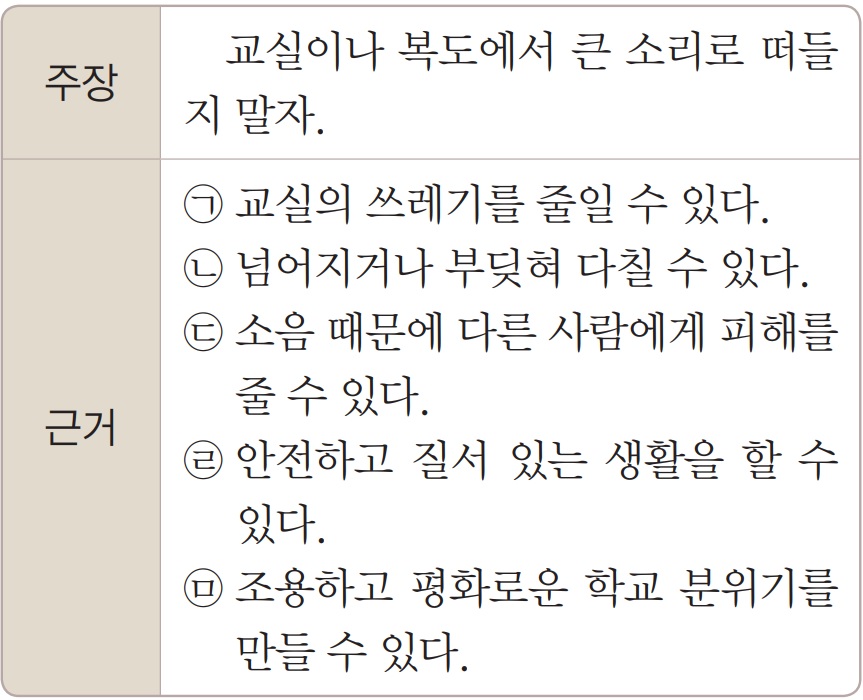 주장
교실이나 복도에서 큰 소리로 떠들
지 말자.
근거
㉠ 교실의 쓰레기를 줄일 수 있다.
㉡ 넘어지거나 부딪혀 다칠 수 있다.
㉢ 소음 때문에 다른 사람에게 피해를
줄 수 있다.
㉣ 안전하고 질서 있는 생활을 할 수
있다.
㉤ 조용하고 평화로운 학교 분위기를
만들 수 있다.